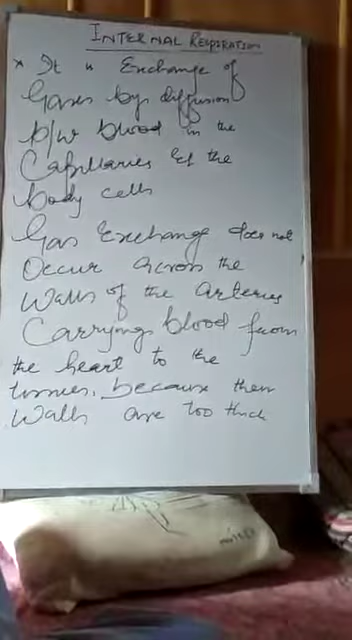 INTERNAL RESPIRATION
* It is Exchange of
Gases by diffusion
b/w blood in the
Capillaries & the
Body cells
Gas Exchange does not
Occur across the
Walls of the arteries
Carrying blood from
the heart to the
tissues, because their
Walls are too thick